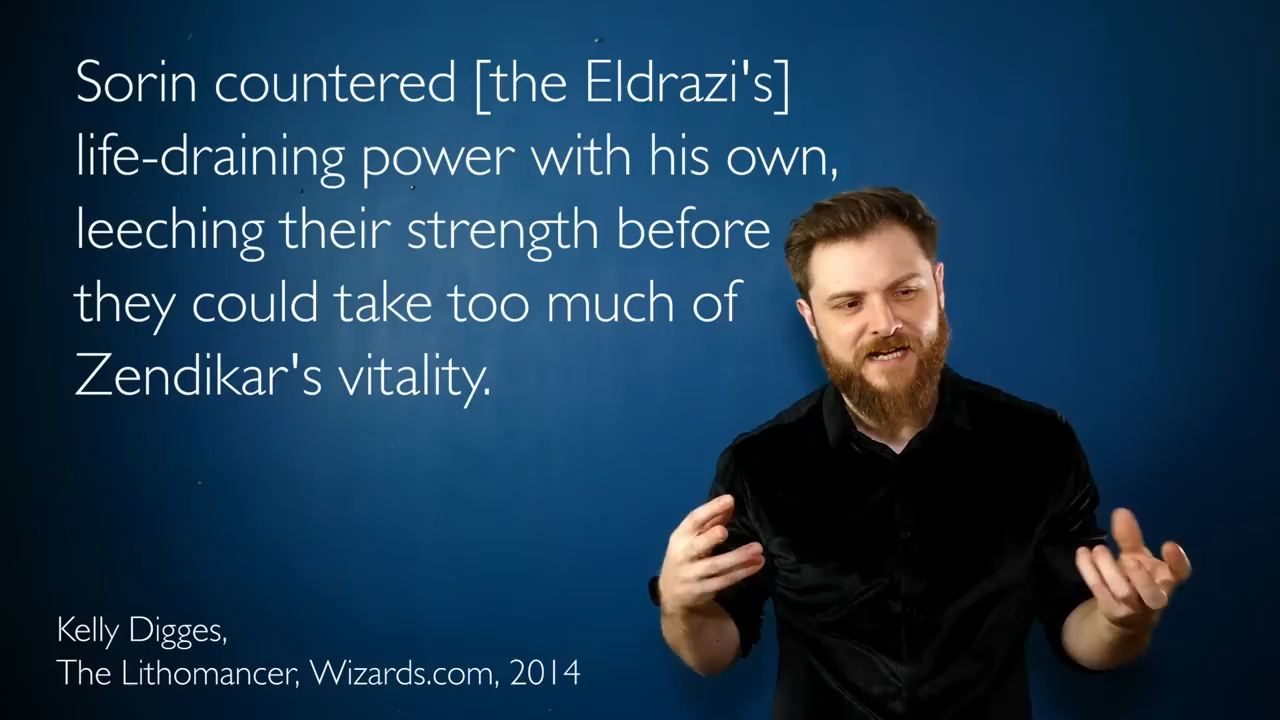 Sorin countered [the Eldrazi's]
life-draining power with his own,
leeching their strength before
they could take too much of
Zendikar's vitality.
Kelly Digges,
The Lithomancer, Wizards.com, 2014